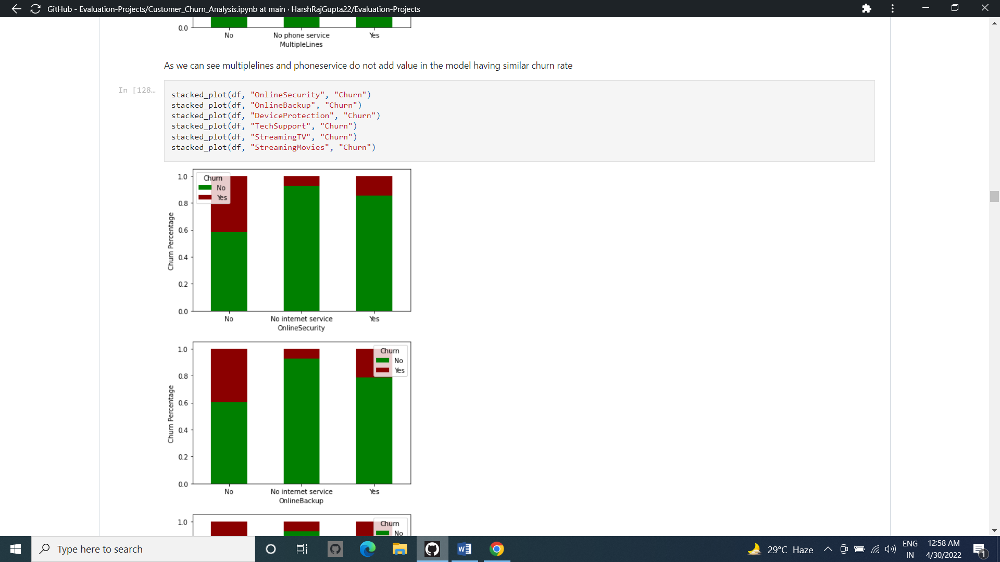 GitHub - Evaluation-Projects/Customer_Churn_Analysis.ipynb at main · HarshRajGupta22/Evaluation-Projects
0.0
No No phone service Yes
MultipleLines
As we can see multiplelines and phoneservice do not add value in the model having similar churn rate
In [128…
stacked_plot(df, "OnlineSecurity", "Churn")
stacked_plot(df, "OnlineBackup", "Churn")
stacked_plot(df, "DeviceProtection", "Churn")
stacked_plot(df, "TechSupport", "Churn")
stacked_plot(df, "StreamingTV", "Churn")
stacked_plot(df, "StreamingMovies", "Churn")
Churn
No
Yes
1.0
0.8
0.6
0.4
0.2
0.0
Churn Percentage
No No internet service Yes
OnlineSecurity
Churn
No
Yes
1.0
0.8
0.6
0.4
0.2
0.0
Churn Percentage
No No internet service Yes
OnlineBackup
1.0
Churn
No
Type here to search
29°C Haze
ENG
IN
12:58 AM
4/30/2022
1